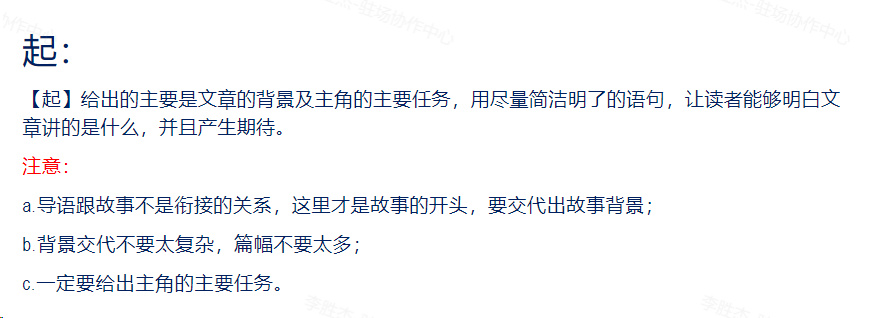 起：
【起】给出的主要是文章的背景及主角的主要任务，用尽量简洁明了的语句，让读者能够明白文
章讲的是什么，并且产生期待。
注意：
a.导语跟故事不是衔接的关系，这里才是故事的开头，要交代出故事背景；
b.背景交代不要太复杂，篇幅不要太多；
c.一定要给出主角的主要任务。